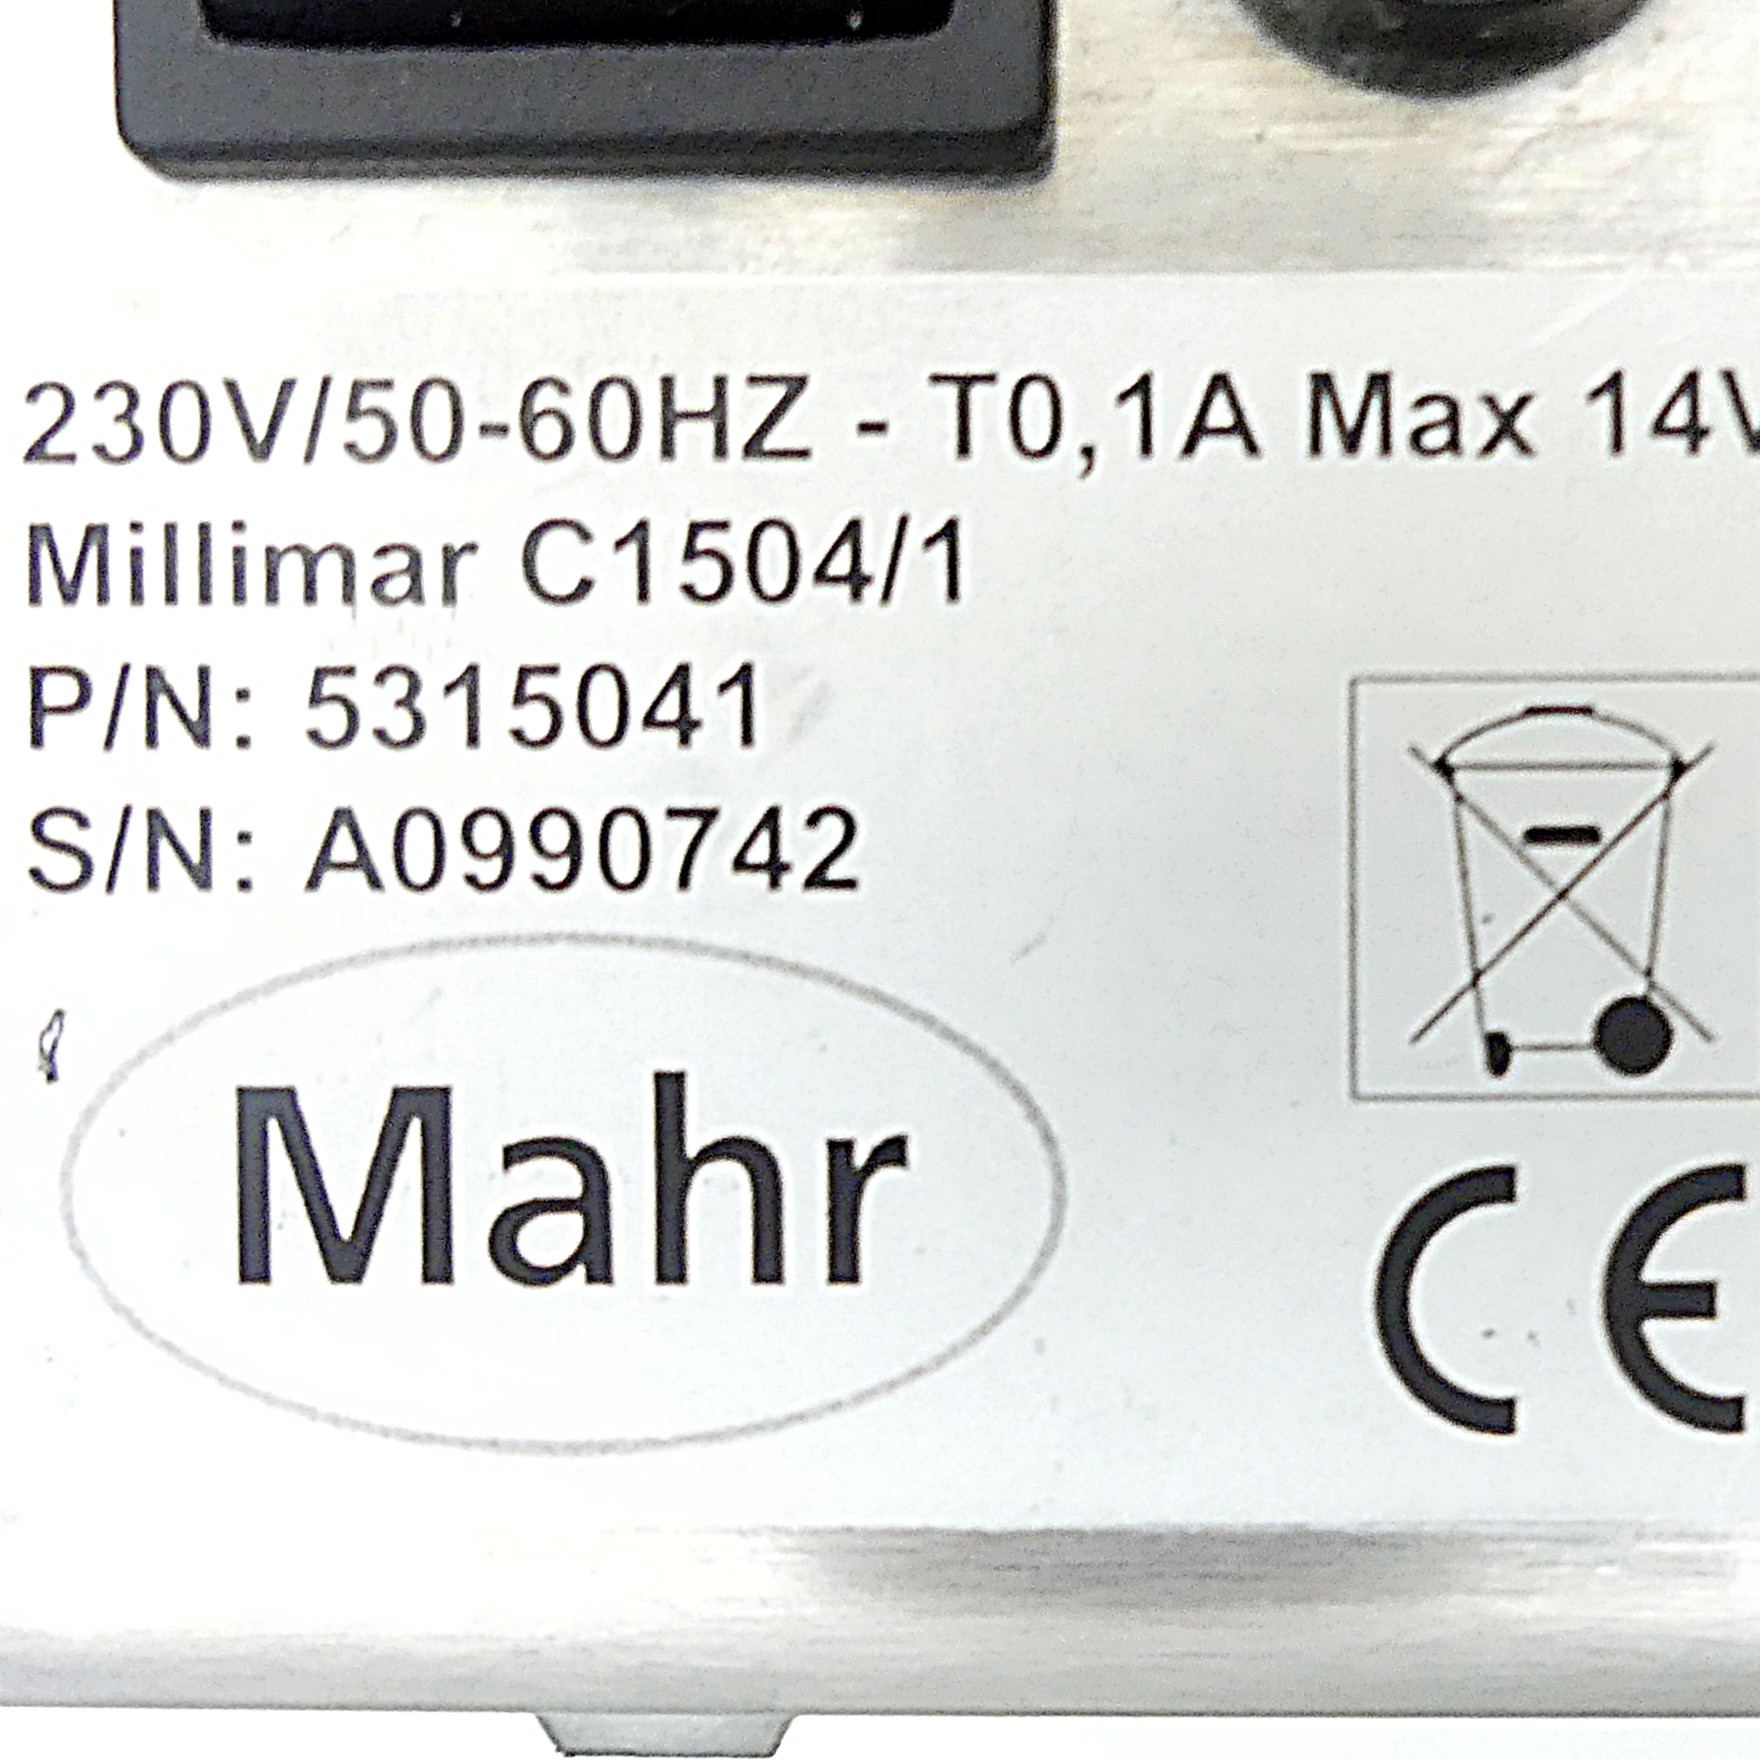 230V/50-60HZ - T0,1A Max 14V
Millimar C1504/1
P/N: 5315041
S/N: A0990742
Mahr
CE